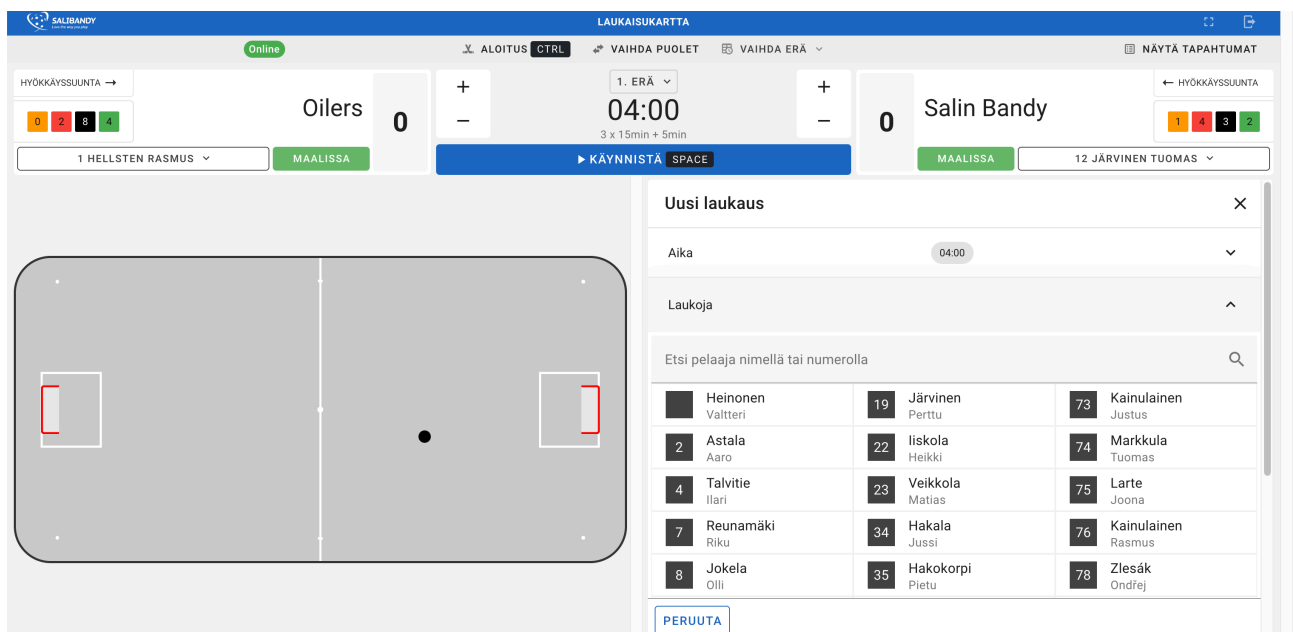 SALIBANDY
LAUKAISUKARTTA
Online
ALOITUS CTRL
VAIHDA PUOLET
VAIHDA ERÄ
NÄYTÄ TAPAHTUMAT
HYÖKKÄYSSUUNTA →
0 2 8 4
Oilers
0
1 HELLSTEN RASMUS
MAALISSA
+
−
1. ERÄ
04:00
3 x 15min + 5min
+
−
KÄYNNISTÄ SPACE
0
Salin Bandy
← HYÖKKÄYSSUUNTA
1 4 3 2
MAALISSA
12 JÄRVINEN TUOMAS
Uusi laukaus
Aika 04:00
Laukoja
Etsi pelaaja nimellä tai numerolla
Heinonen
Valtteri
19 Järvinen
Perttu
73 Kainulainen
Justus
2 Astala
Aaro
22 Iiskola
Heikki
74 Markkula
Tuomas
4 Talvitie
Ilari
23 Veikkola
Matias
75 Larte
Joona
7 Reunamäki
Riku
34 Hakala
Jussi
76 Kainulainen
Rasmus
8 Jokela
Olli
35 Hakokorpi
Pietu
78 Zlesák
Ondřej
PERUUTA